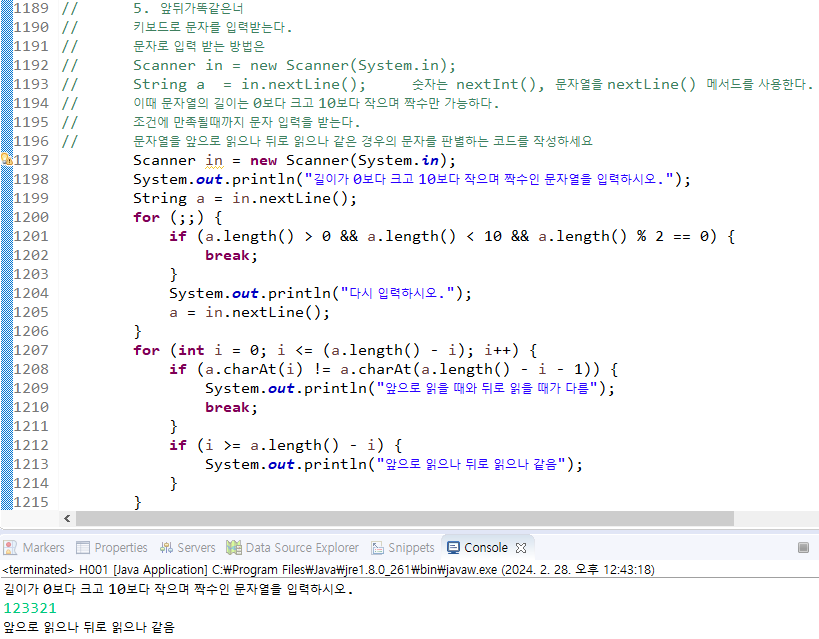 1189 //       5. 앞뒤가똑같은너
1190 //       키보드로 문자를 입력받는다.
1191 //       문자로 입력 받는 방법은
1192 //       Scanner in = new Scanner(System.in);
1193 //       String a  = in.nextLine();     숫자는 nextInt(), 문자열을 nextLine() 메서드를 사용한다.
1194 //       이때 문자열의 길이는 0보다 크고 10보다 작으며 짝수만 가능하다.
1195 //       조건에 만족될때까지 문자 입력을 받는다.
1196 //       문자열을 앞으로 읽으나 뒤로 읽으나 같은 경우의 문자를 판별하는 코드를 작성하세요
1197         Scanner in = new Scanner(System.in);
1198         System.out.println("길이가 0보다 크고 10보다 작으며 짝수인 문자열을 입력하시오.");
1199         String a = in.nextLine();
1200         for (;;) {
1201             if (a.length() > 0 && a.length() < 10 && a.length() % 2 == 0) {
1202                 break;
1203             }
1204             System.out.println("다시 입력하시오.");
1205             a = in.nextLine();
1206         }
1207         for (int i = 0; i <= (a.length() - i); i++) {
1208             if (a.charAt(i) != a.charAt(a.length() - i - 1)) {
1209                 System.out.println("앞으로 읽을 때와 뒤로 읽을 때가 다름");
1210                 break;
1211             }
1212             if (i >= a.length() - i) {
1213                 System.out.println("앞으로 읽으나 뒤로 읽으나 같음");
1214             }
1215         }
Markers Properties Servers Data Source Explorer Snippets Console
<terminated> H001 [Java Application] C:₩Program Files₩Java₩jre1.8.0_261₩bin₩javaw.exe (2024. 2. 28. 오후 12:43:18)
길이가 0보다 크고 10보다 작으며 짝수인 문자열을 입력하시오.
123321
앞으로 읽으나 뒤로 읽으나 같음